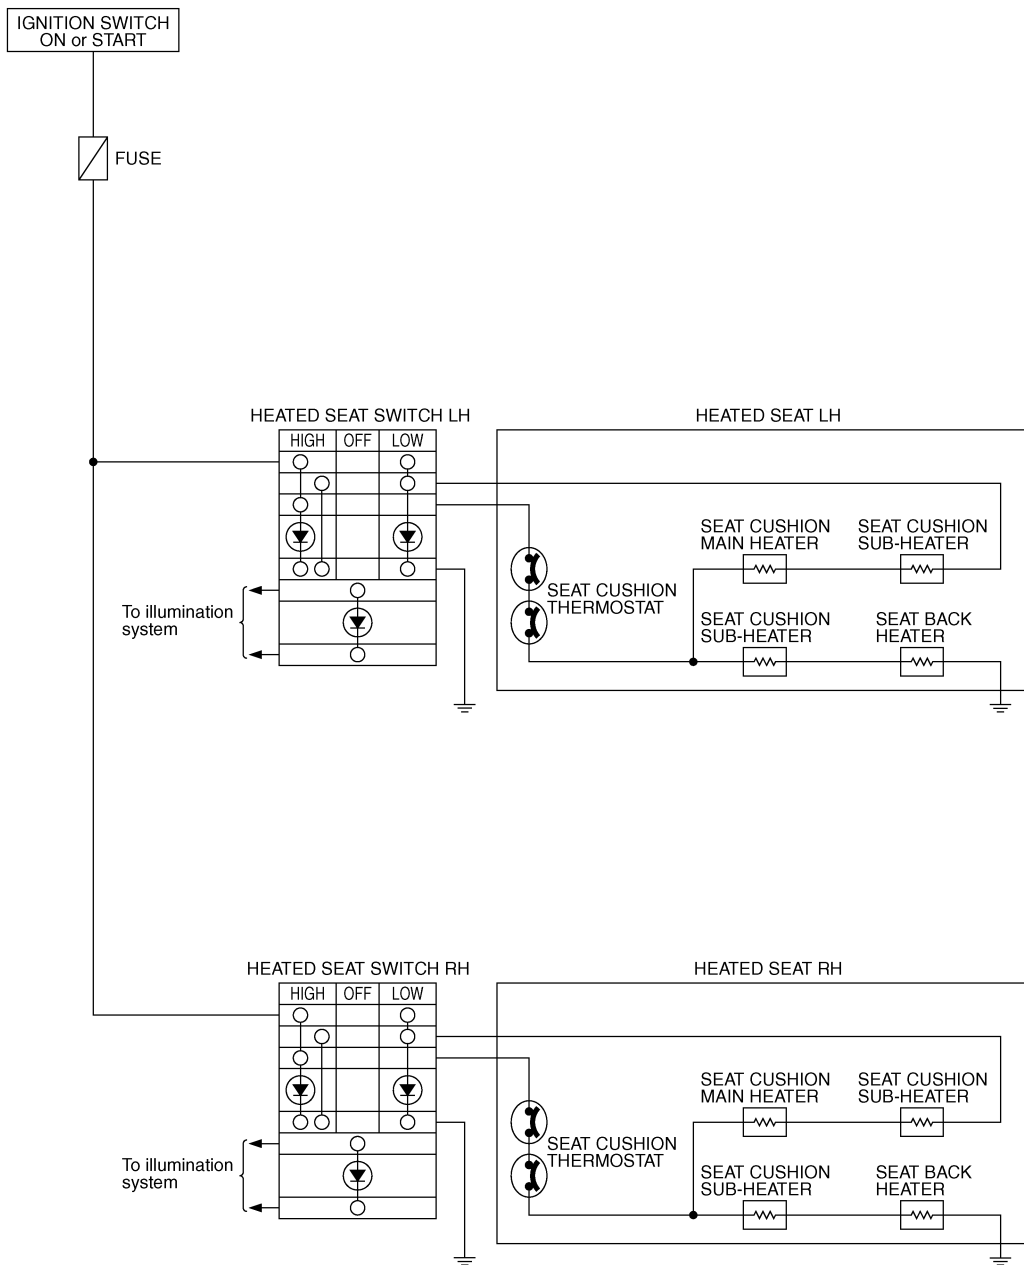 IGNITION SWITCH
ON or START
FUSE
HEATED SEAT SWITCH LH
HEATED SEAT LH
HIGH OFF LOW
SEAT CUSHION
MAIN HEATER
SEAT CUSHION
SUB-HEATER
SEAT CUSHION
THERMOSTAT
To illumination
system
SEAT CUSHION
SUB-HEATER
SEAT BACK
HEATER
HEATED SEAT SWITCH RH
HEATED SEAT RH
HIGH OFF LOW
SEAT CUSHION
MAIN HEATER
SEAT CUSHION
SUB-HEATER
SEAT CUSHION
THERMOSTAT
To illumination
system
SEAT CUSHION
SUB-HEATER
SEAT BACK
HEATER